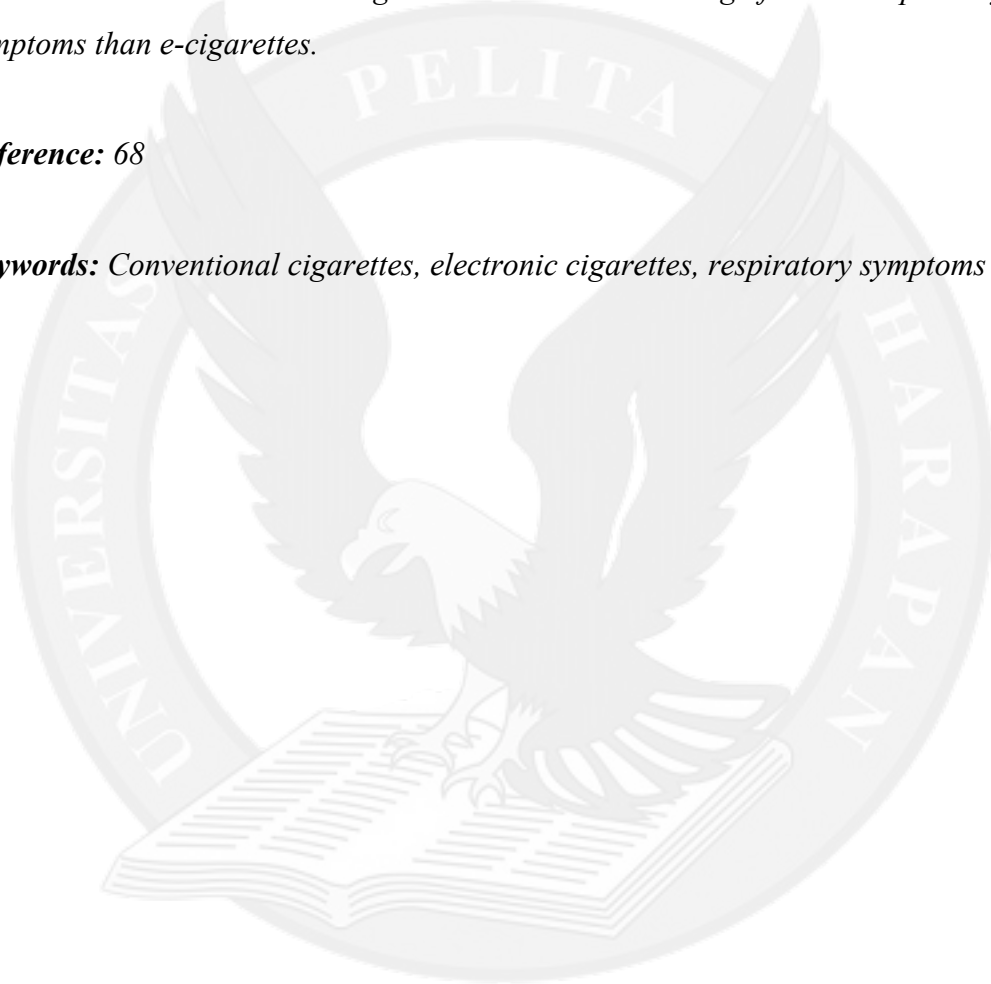 mptoms than e-cigarettes.
ference: 68
ywords: Conventional cigarettes, electronic cigarettes, respiratory symptoms
UNIVERSITAS PELITA HARAPAN